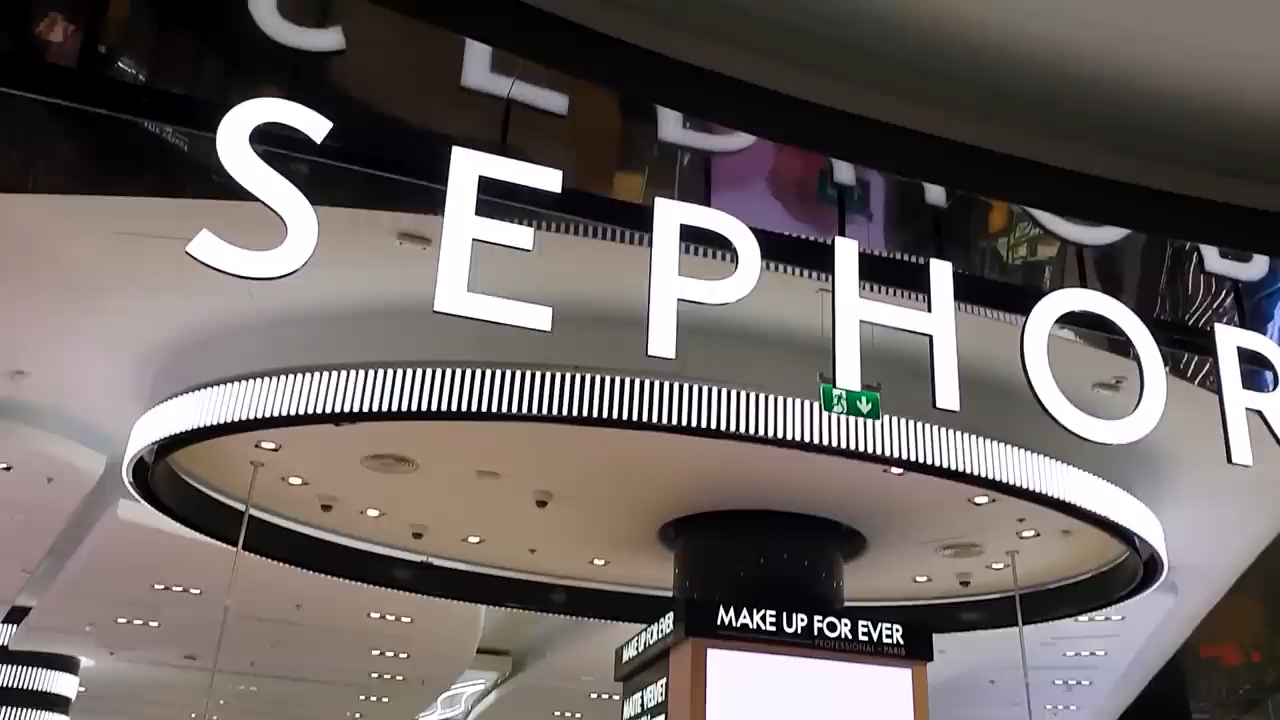 SEPHOR
MAKE UP FOR EVER
PROFESSIONAL - PARIS
MAKE UP FOR EVER
MATTE VELVET